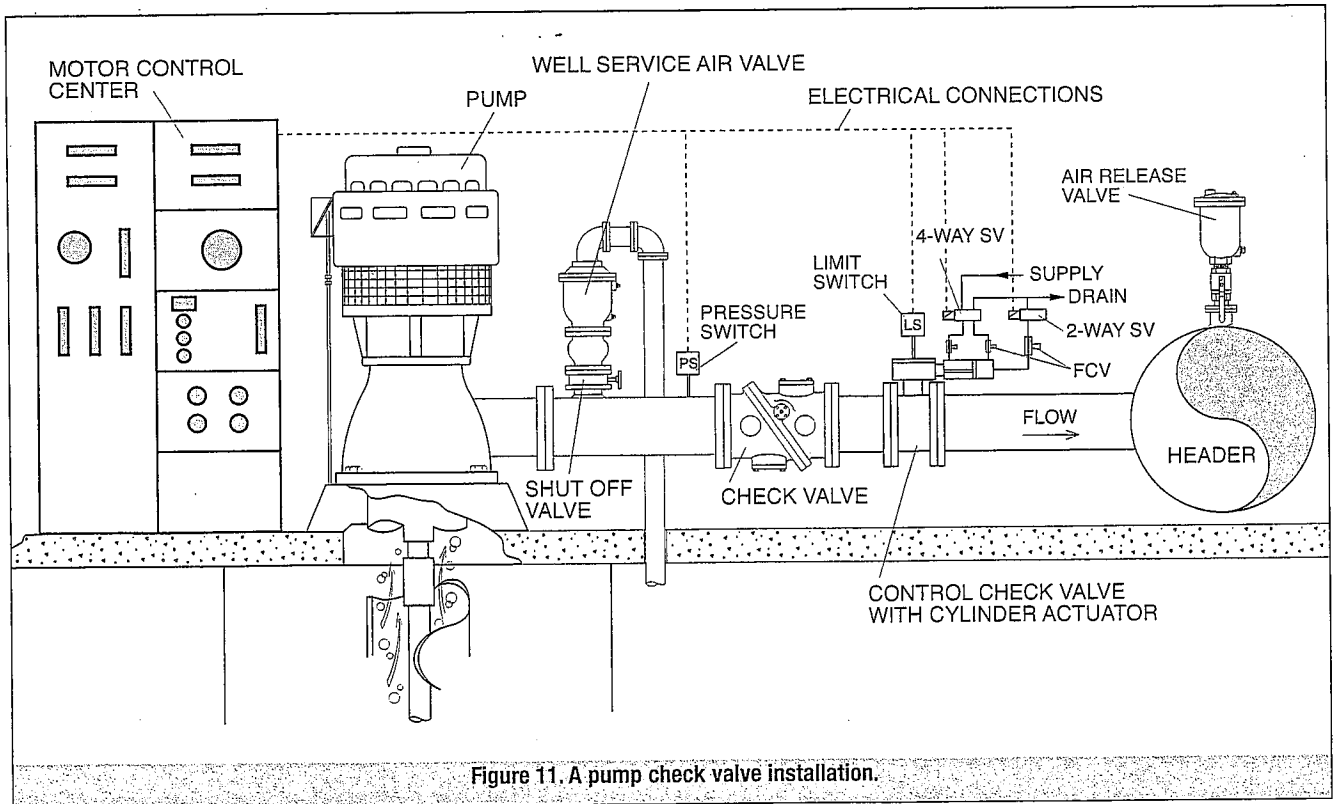 MOTOR CONTROL
CENTER
PUMP
WELL SERVICE AIR VALVE
ELECTRICAL CONNECTIONS
AIR RELEASE
VALVE
4-WAY SV
LIMIT
SWITCH
SUPPLY
DRAIN
2-WAY SV
PRESSURE
SWITCH
LS
PS
FCV
FLOW
HEADER
SHUT OFF
VALVE
CHECK VALVE
CONTROL CHECK VALVE
WITH CYLINDER ACTUATOR
Figure 11. A pump check valve installation.